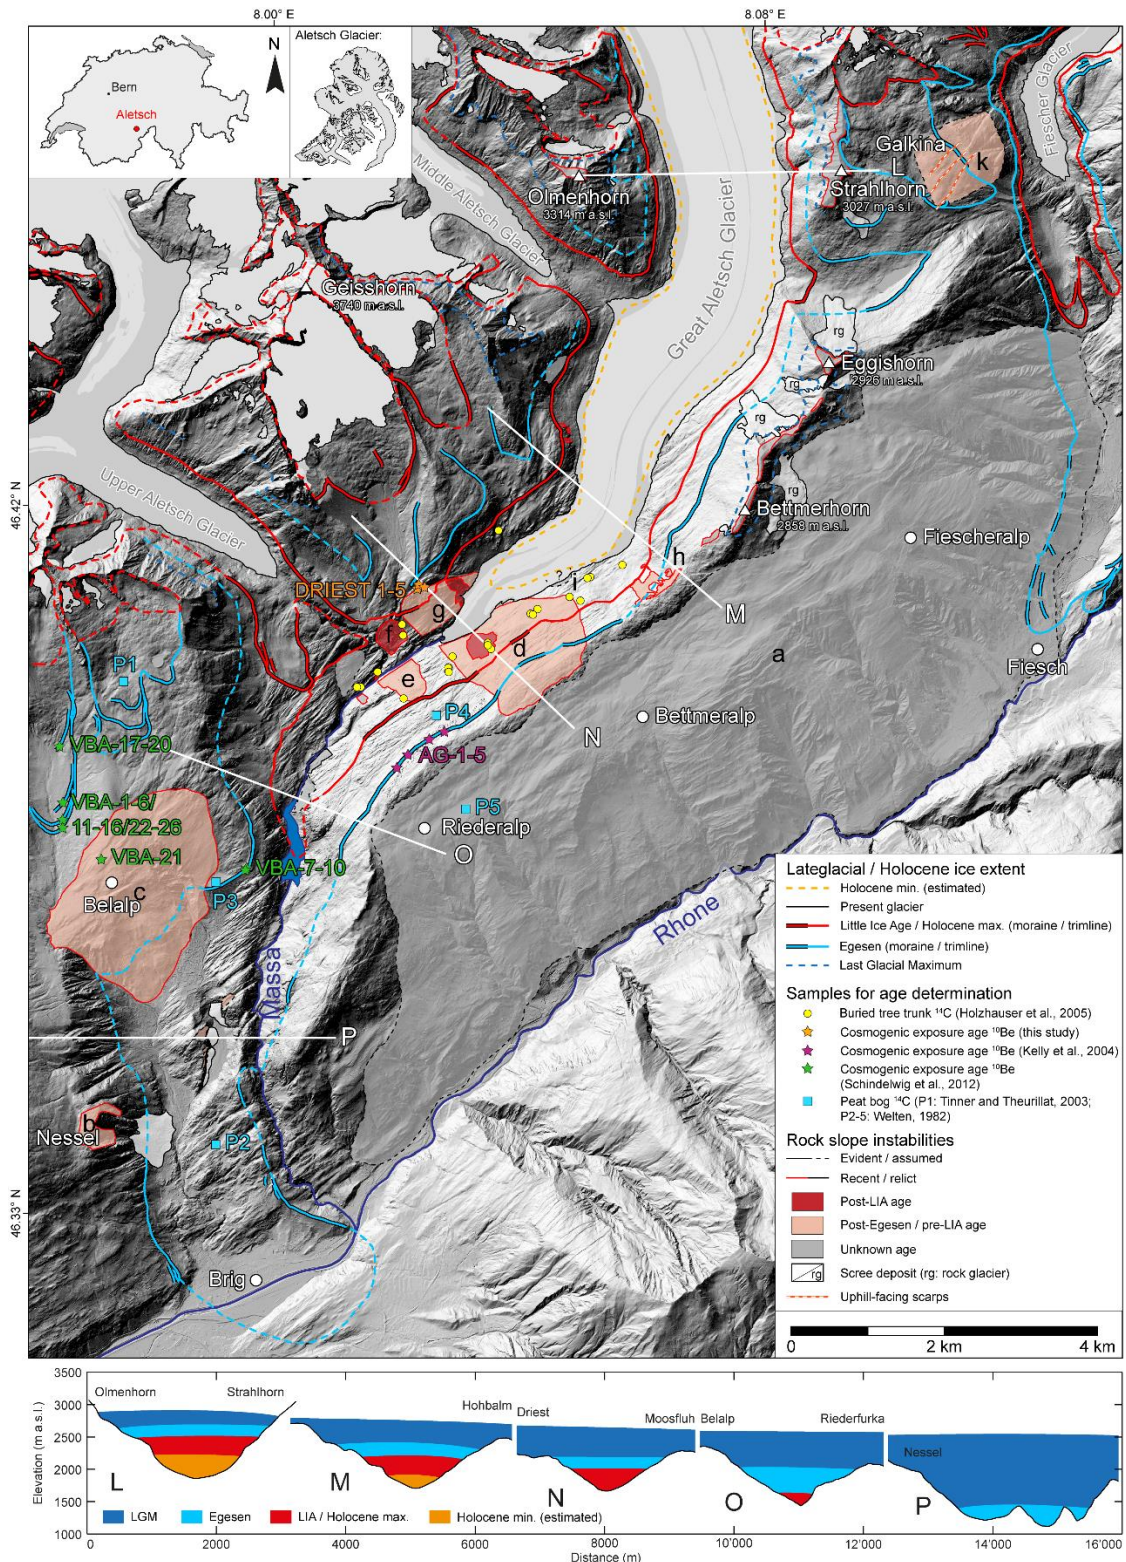 8.00° E
8.08° E
Bern
Aletsch
N
Aletsch Glacier:
Middle Aletsch Glacier
Olmenhorn
3314 m a.s.l.
Great Aletsch Glacier
Galkina
L
Strahlhorn
3027 m a.s.l.
k
Fiescher Glacier
Geisshorn
3740 m a.s.l.
rg
Eggishorn
2926 m a.s.l.
rg
rg
Upper Aletsch Glacier
46.42° N
rg
Bettmerhorn
2858 m a.s.l.
Fiescheralp
DRIEST 1-5
i
j
h
g
f
M
d
a
e
Fiesch
P1
P4
Bettmeralp
N
VBA-17-20
AG-1-5
VBA-1-6/
11-16/22-26
P5
Riederalp
VBA-21
VBA-7-10
O
c
Belalp
P3
Massa
Rhone
P
b
Nessel
P2
46.33° N
Brig
Lateglacial / Holocene ice extent
Holocene min. (estimated)
Present glacier
Little Ice Age / Holocene max. (moraine / trimline)
Egesen (moraine / trimline)
Last Glacial Maximum
Samples for age determination
Buried tree trunk ¹⁴C (Holzhauser et al., 2005)
Cosmogenic exposure age ¹⁰Be (this study)
Cosmogenic exposure age ¹⁰Be (Kelly et al., 2004)
Cosmogenic exposure age ¹⁰Be
(Schindelwig et al., 2012)
Peat bog ¹⁴C (P1: Tinner and Theurillat, 2003;
P2-5: Welten, 1982)
Rock slope instabilities
Evident / assumed
Recent / relict
Post-LIA age
Post-Egesen / pre-LIA age
Unknown age
rg Scree deposit (rg: rock glacier)
Uphill-facing scarps
0 2 km 4 km
Elevation (m a.s.l.)
3500
3000
2500
2000
1500
1000
Olmenhorn Strahlhorn Hohbalm Driest Moosfluh Belalp Riederfurka Nessel
L M N O P
LGM Egesen LIA / Holocene max. Holocene min. (estimated)
0 2000 4000 6000 8000 10'000 12'000 14'000 16'000
Distance (m)